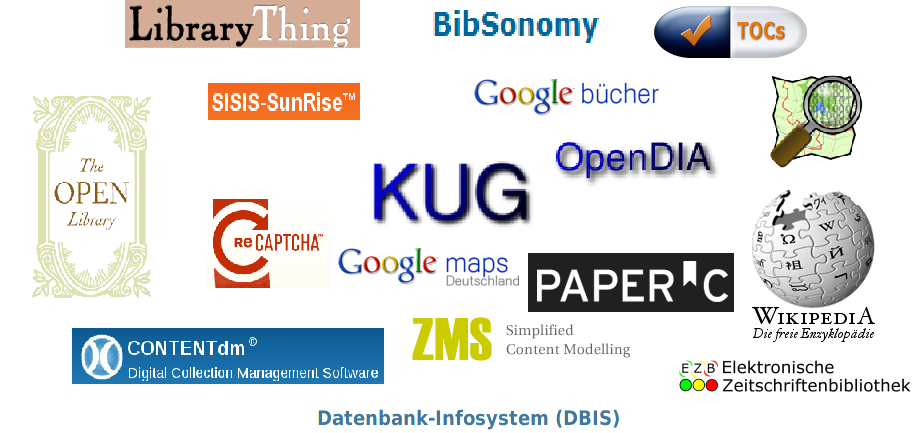 LibraryThing
BibSonomy
TOCs
SISIS-SunRise™
Google bücher
The
OPEN
Library
KUG
OpenDIA
RECAPTCHA™
Google maps
Deutschland
PAPER'C
WIKIPEDIA
Die freie Enzyklopädie
CONTENTdm®
Digital Collection Management Software
ZMS
Simplified
Content Modelling
EZB
Elektronische
Zeitschriftenbibliothek
Datenbank-Infosystem (DBIS)